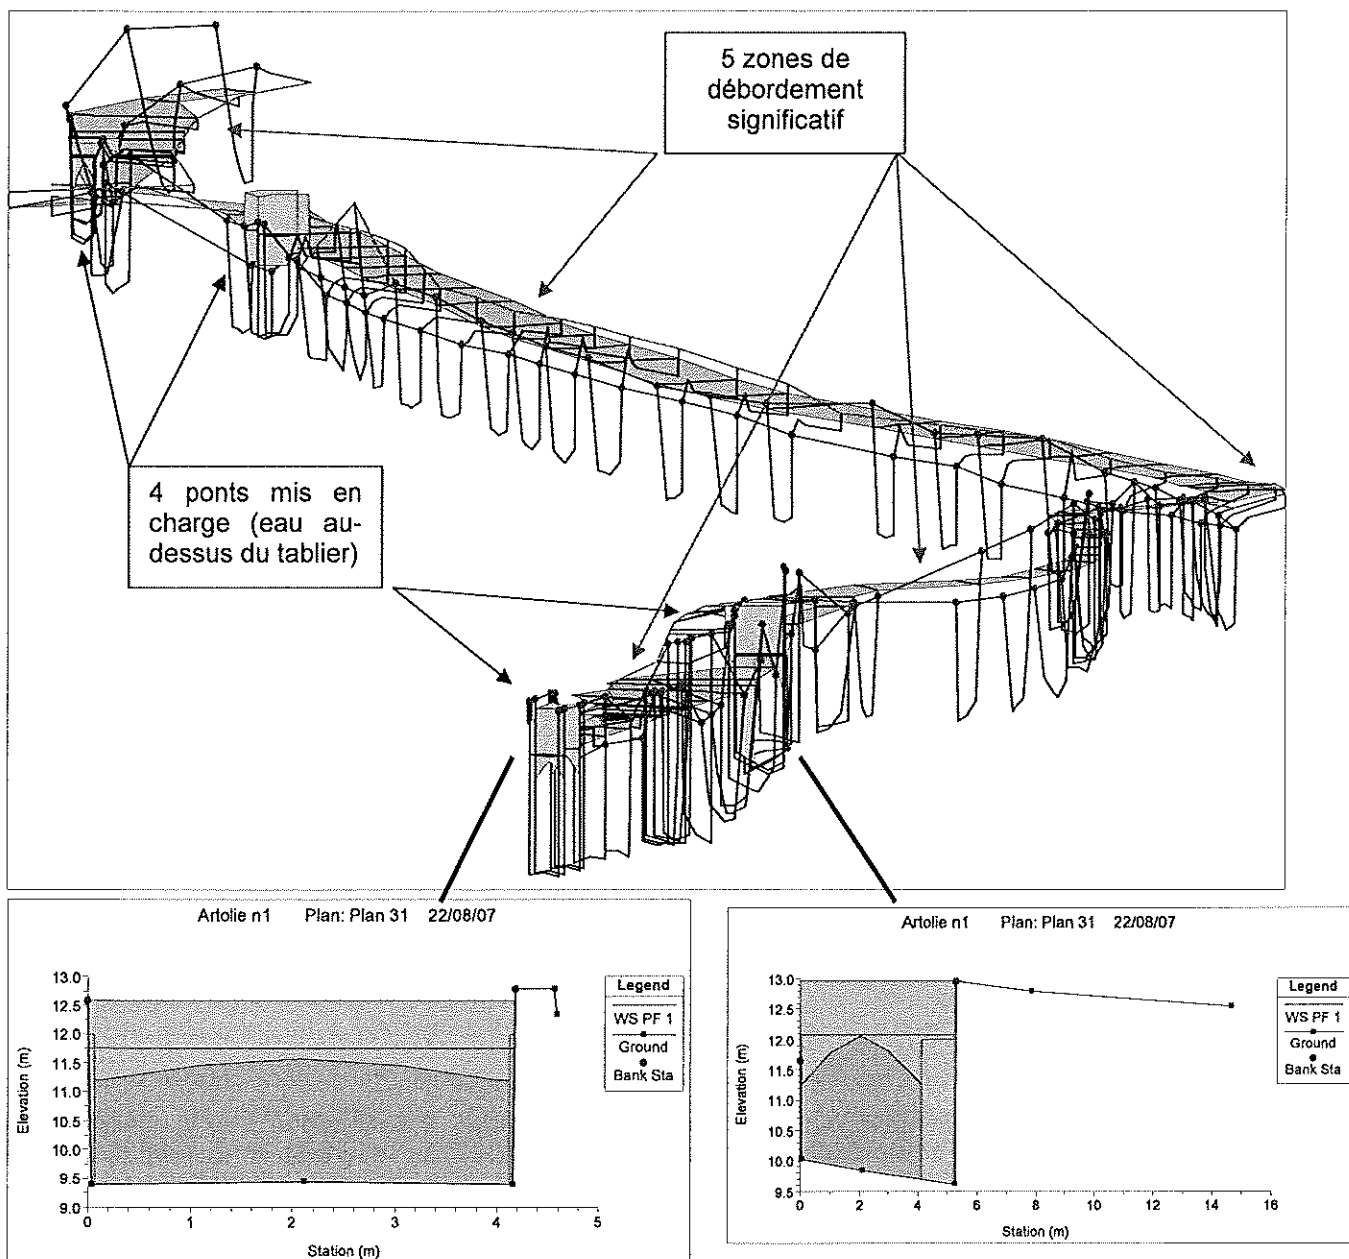 5 zones de
débordement
significatif
4 ponts mis en
charge (eau au-
dessus du tablier)
Artolie n1 Plan: Plan 31 22/08/07
Legend
WS PF 1
Ground
Bank Sta
Elevation (m)
13.0
12.5
12.0
11.5
11.0
10.5
10.0
9.5
9.0
0 1 2 3 4 5
Station (m)
Artolie n1 Plan: Plan 31 22/08/07
Legend
WS PF 1
Ground
Bank Sta
Elevation (m)
13.0
12.5
12.0
11.5
11.0
10.5
10.0
9.5
0 2 4 6 8 10 12 14 16
Station (m)